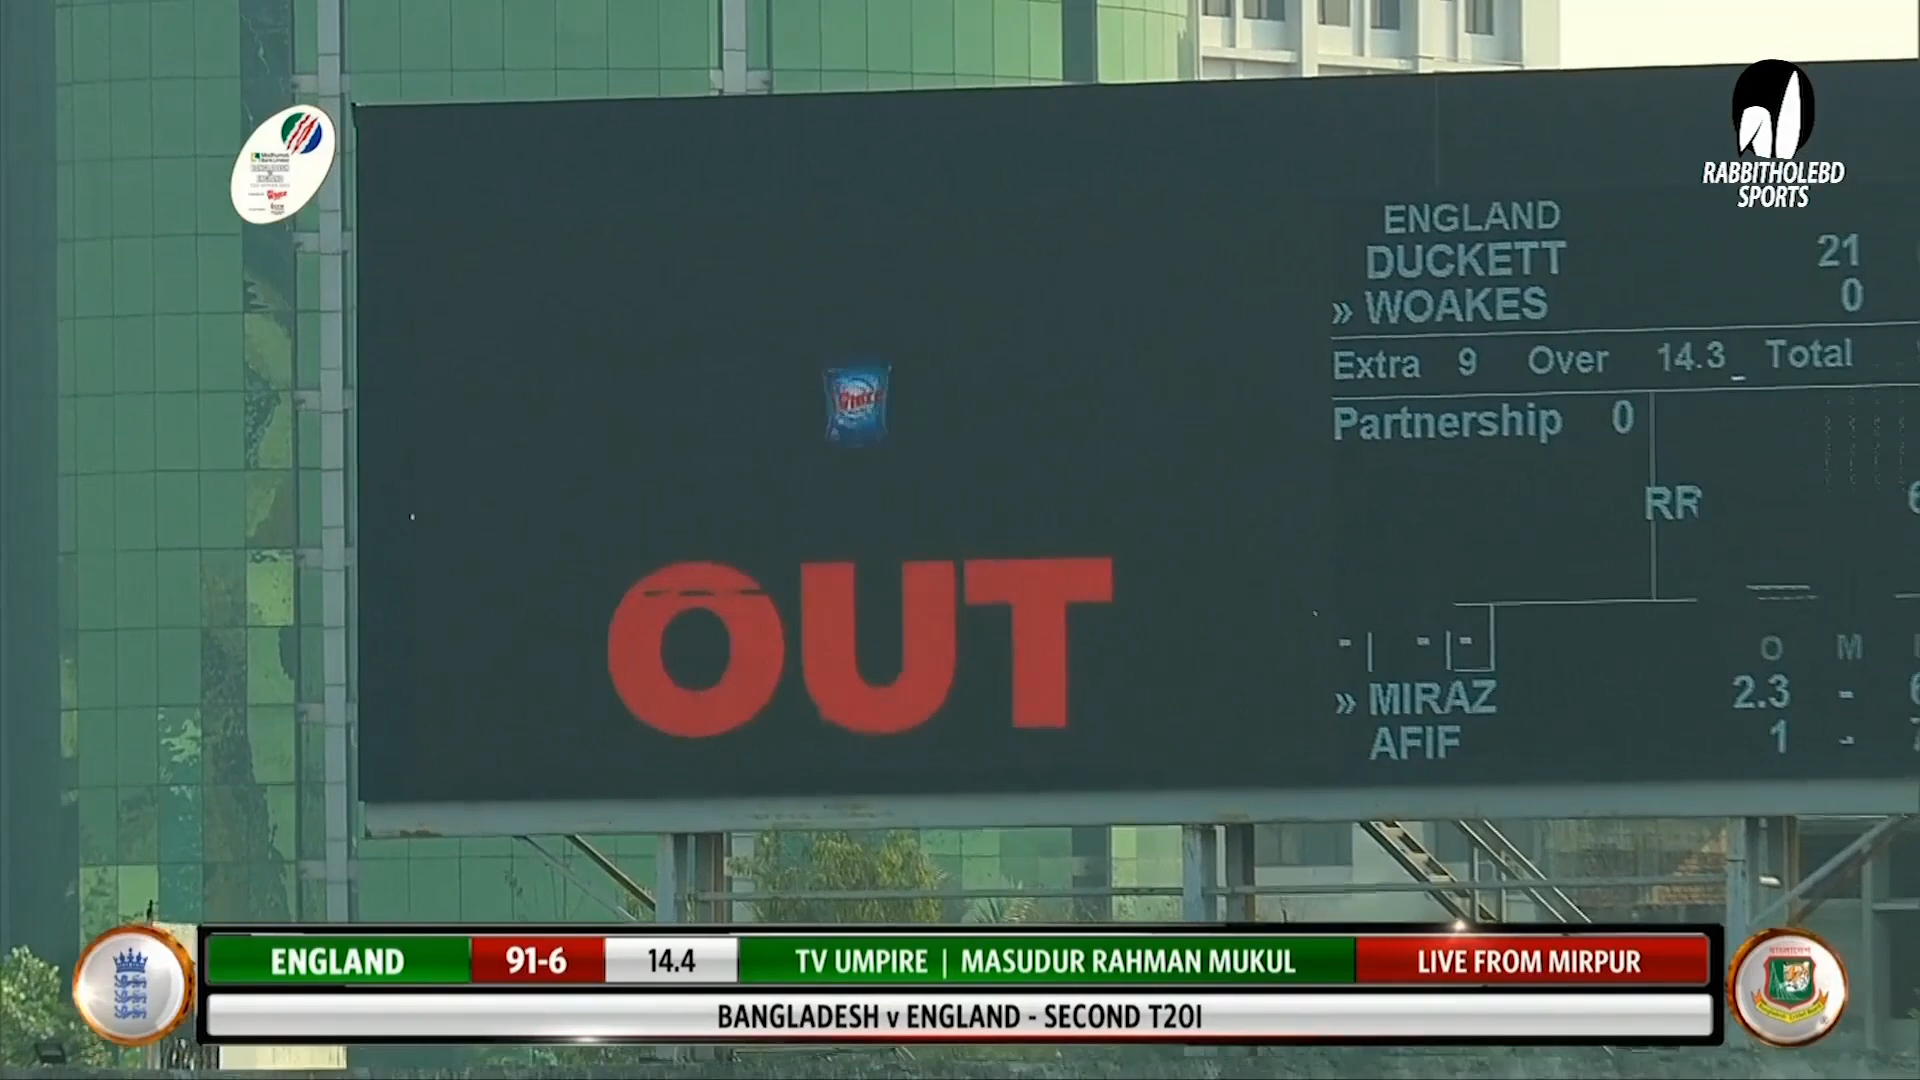 RABBITHOLEBD
SPORTS
ENGLAND
DUCKETT 21
» WOAKES 0
Extra 9 Over 14.3 Total
Partnership 0
RR
OUT
O M
» MIRAZ 2.3 -
AFIF 1 -
ENGLAND 91-6 14.4 TV UMPIRE | MASUDUR RAHMAN MUKUL LIVE FROM MIRPUR
BANGLADESH v ENGLAND - SECOND T20I